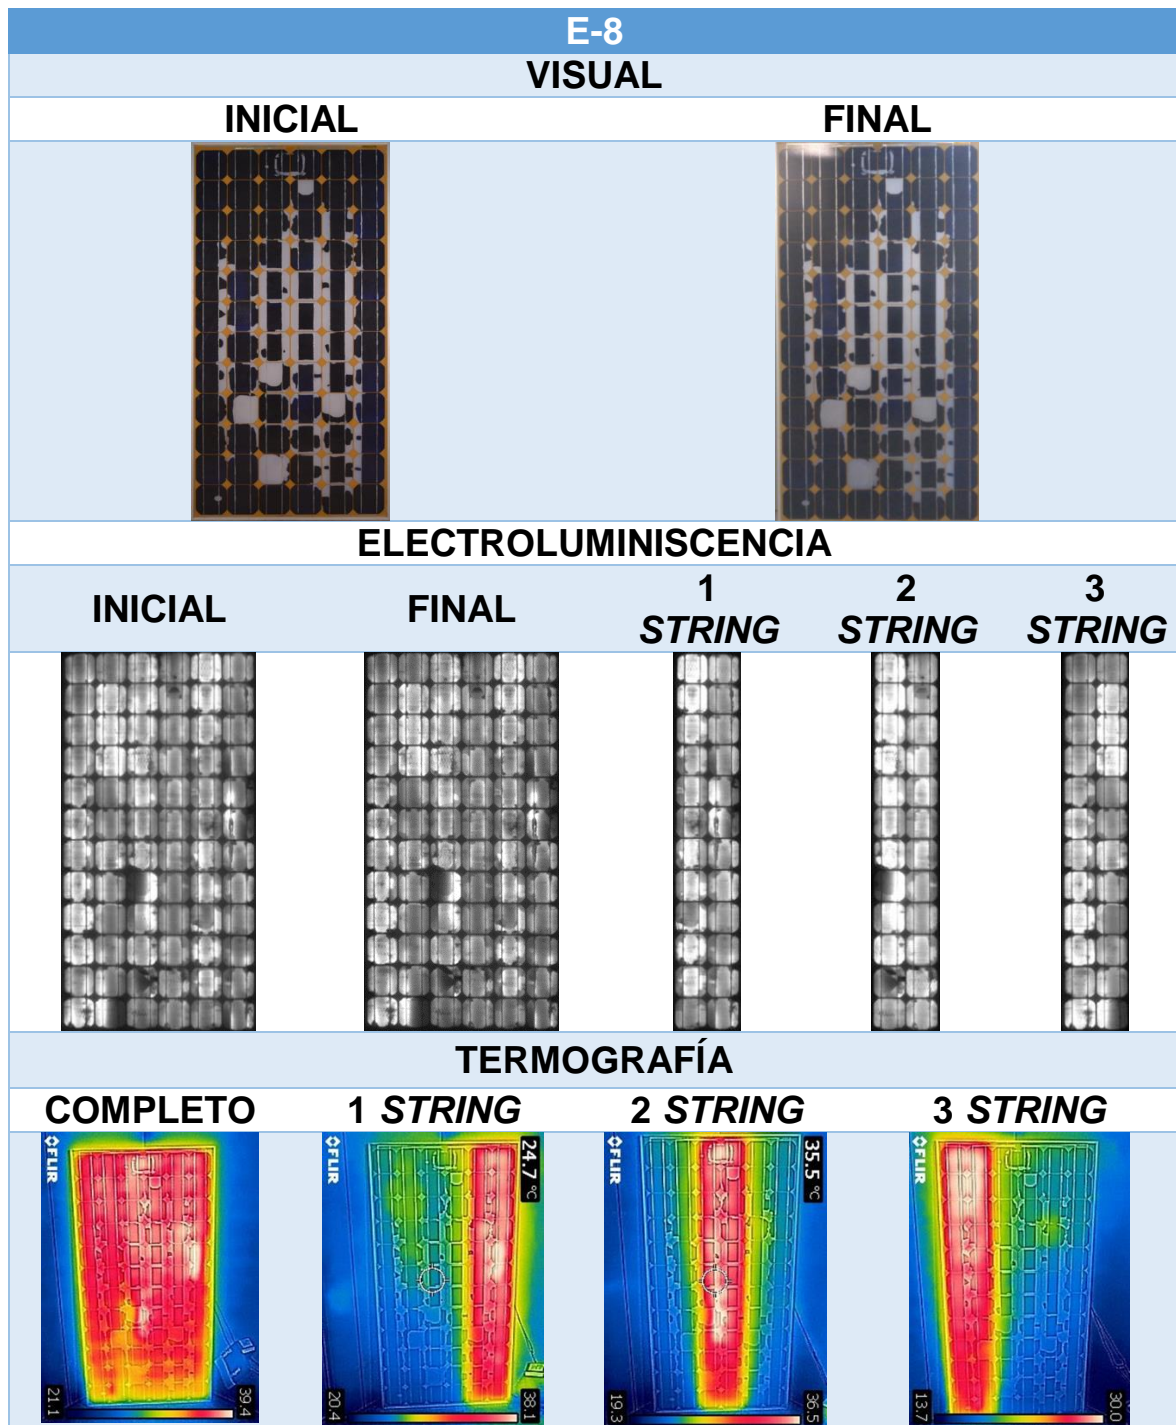 E-8
VISUAL
INICIAL FINAL
ELECTROLUMINISCENCIA
INICIAL FINAL 1 STRING 2 STRING 3 STRING
TERMOGRAFÍA
COMPLETO 1 STRING 2 STRING 3 STRING
FLIR 21.1 39.4
FLIR 24.7 °C 20.4 38.1
FLIR 35.5 °C 19.3 36.5
FLIR 13.7 30.0